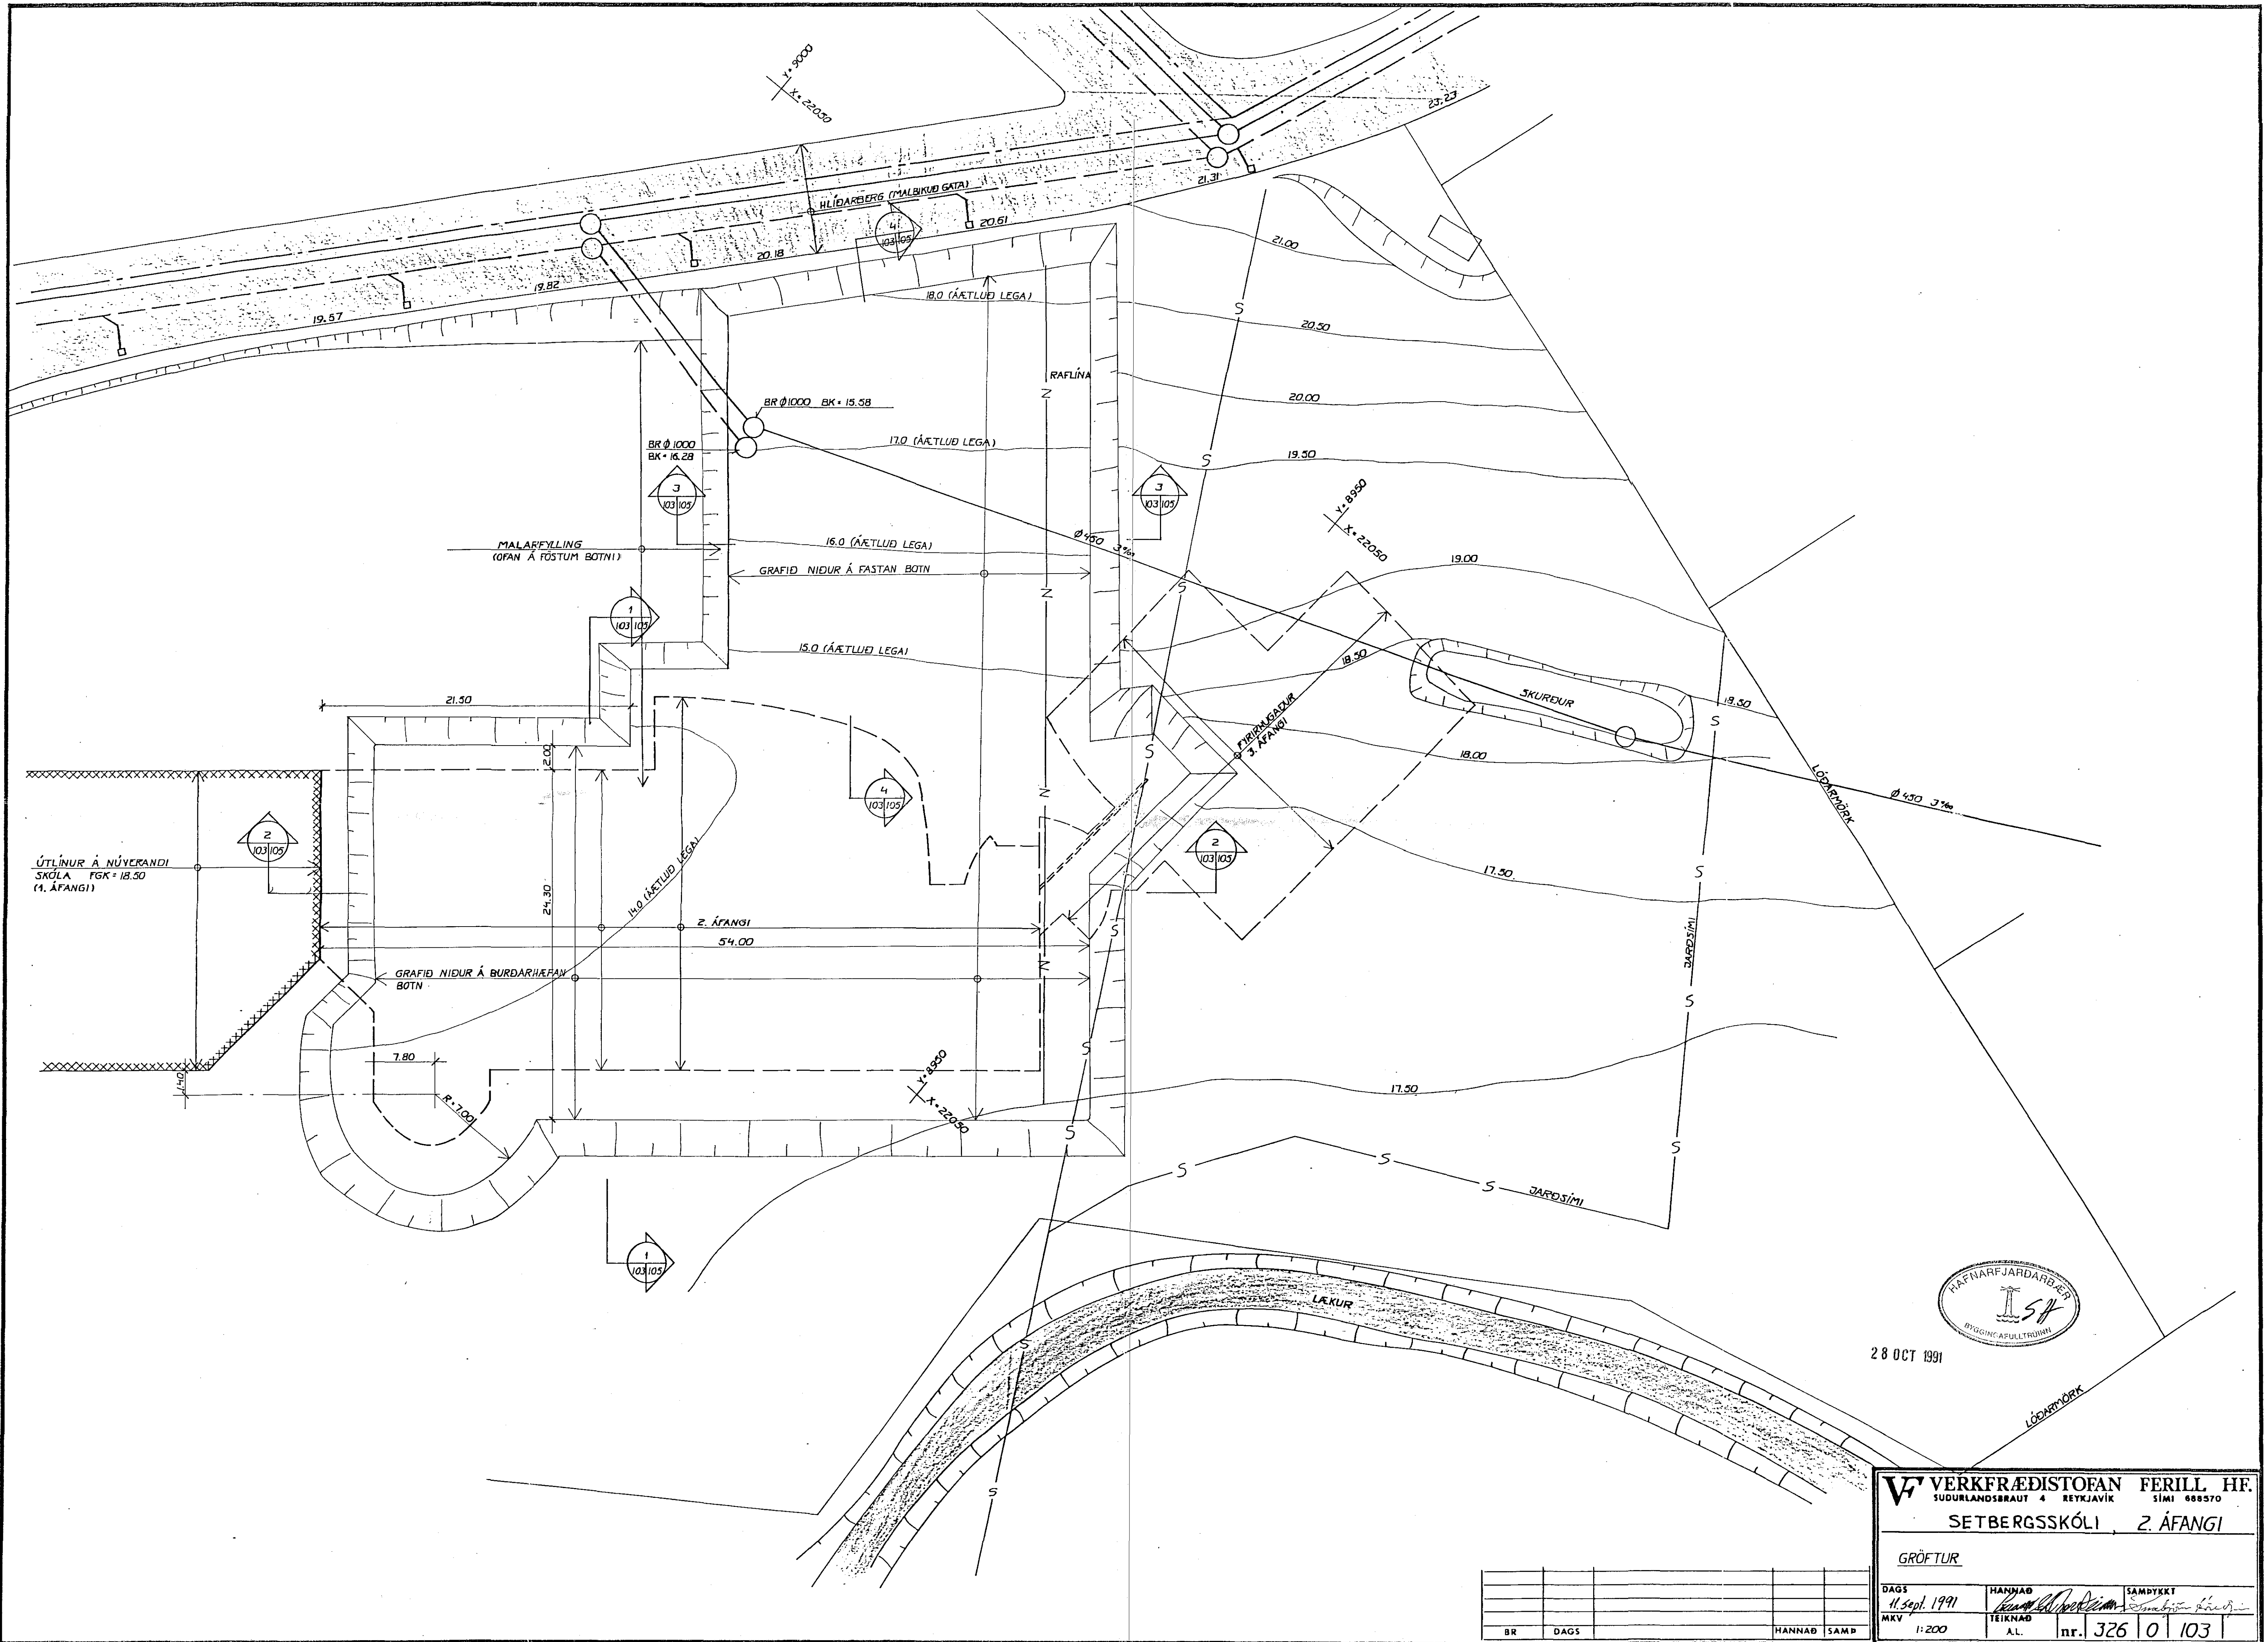 Y=9000
X=22050
23.23
HLÍÐARBERG (MALBIKUÐ GATA)
21.31
4
103 105
20.61
20.18
19.82
19.57
21.00
18.0 (ÁÆTLUÐ LEGA)
S
20.50
RAFLÍNA
N
20.00
BR Ø 1000 BK=15.58
BR Ø 1000
BK=16.28
17.0 (ÁÆTLUÐ LEGA)
S
19.50
3
103 105
3
103 105
Y=8950
X=22050
MALARFYLLING
(OFAN Á FÖSTUM BOTNI)
16.0 (ÁÆTLUÐ LEGA)
Ø 450 3‰
19.00
GRAFIÐ NIÐUR Á FASTAN BOTN
N
S
1
103 105
15.0 (ÁÆTLUÐ LEGA)
18.50
SKURÐUR
18.50
21.50
FYRIRHUGAÐUR
3. ÁFANGI
S
S
2.00
18.00
4
103 105
N
LÓÐARMÖRK
Ø 450 3‰
2
103 105
2
103 105
ÚTLÍNUR Á NÚVERANDI
SKÓLA FGK=18.50
(1. ÁFANGI)
14.0 (ÁÆTLUÐ LEGA)
24.30
17.50
S
2. ÁFANGI
54.00
S
JARÐSÍMI
N
GRAFIÐ NIÐUR Á BURÐARHÆFAN
BOTN
S
7.80
S
1.40
R=7.00
Y=8950
X=22050
17.50
S
S
S
S
S
JARÐSÍMI
1
103 105
LÆKUR
S
S
HAFNARFJARÐARBÆR
BYGGINGAFULLTRÚINN
28 OCT 1991
LÓÐARMÖRK
VF VERKFRÆÐISTOFAN FERILL HF.
SUÐURLANDSBRAUT 4 REYKJAVÍK SÍMI 688570
SETBERGSSKÓLI, 2. ÁFANGI
GRÖFTUR
DAGS HANNAÐ SAMÞYKKT
11. sept. 1991
MKV TEIKNAÐ
1:200 A.L. nr. 326 0 103
BR DAGS HANNAÐ SAMÞ